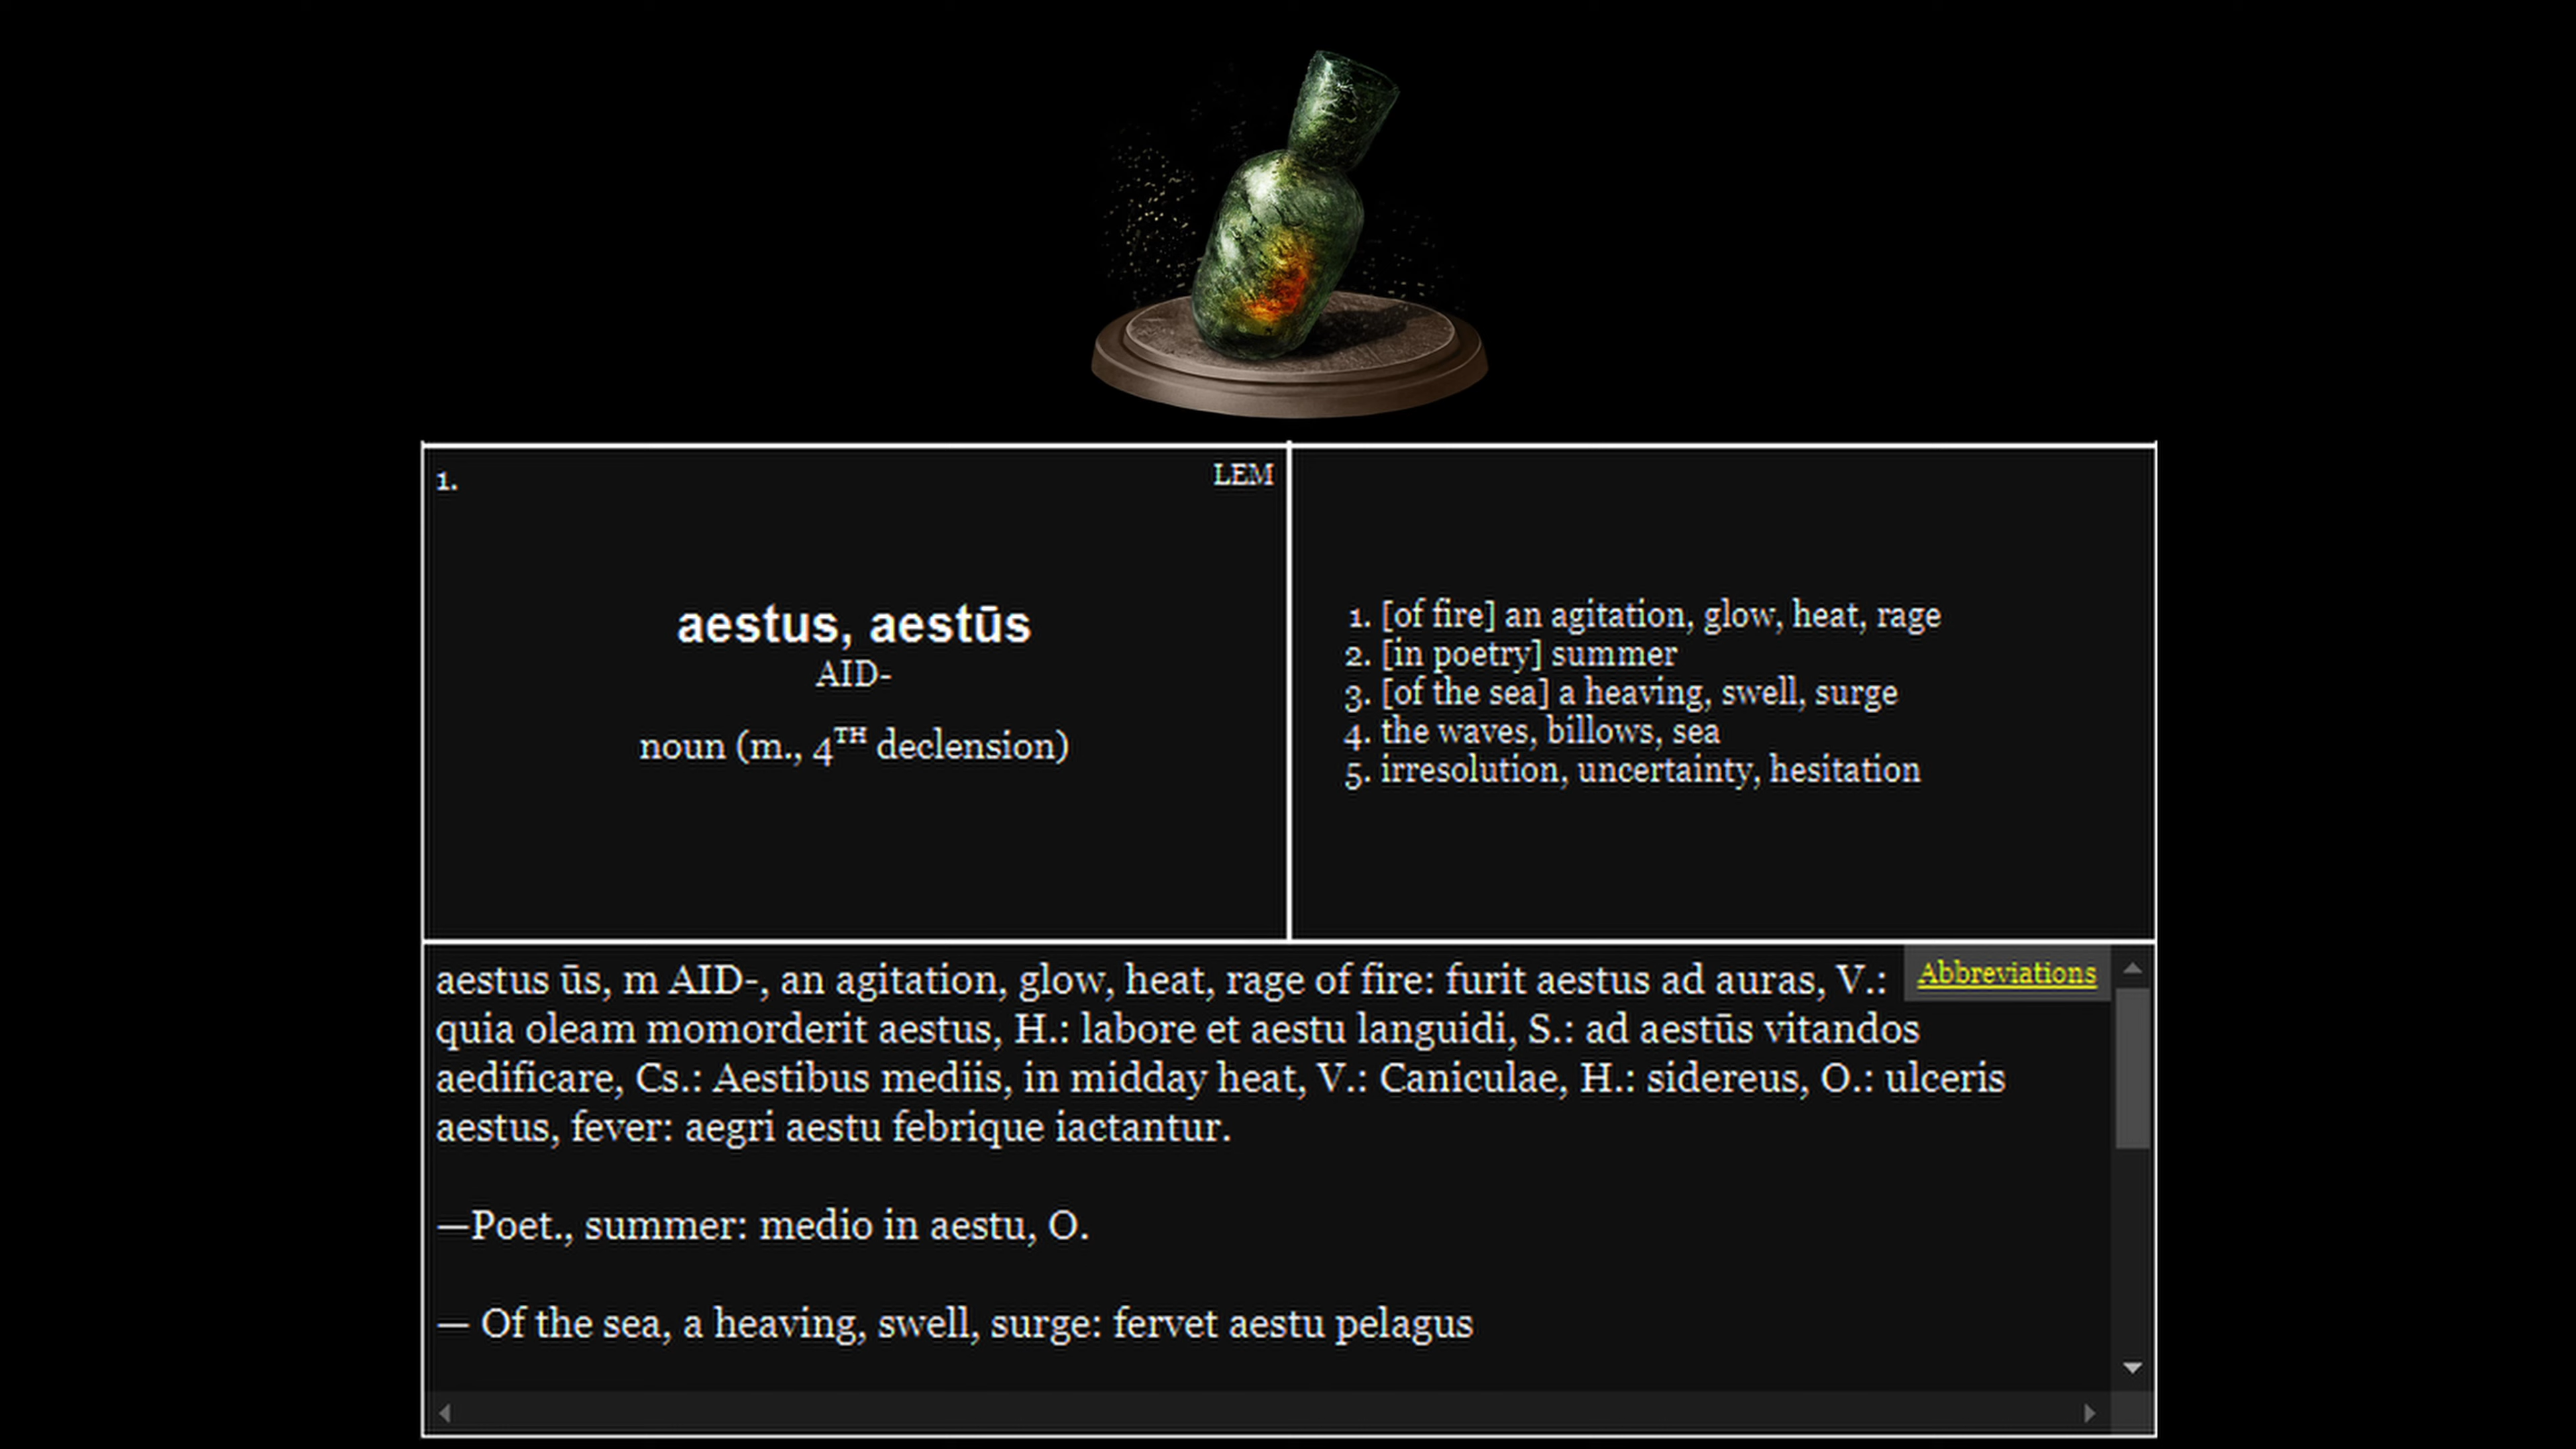 1.
LEM
aestus, aestūs
AID-
noun (m., 4TH declension)
1. [of fire] an agitation, glow, heat, rage
2. [in poetry] summer
3. [of the sea] a heaving, swell, surge
4. the waves, billows, sea
5. irresolution, uncertainty, hesitation
Abbreviations
aestus ūs, m AID-, an agitation, glow, heat, rage of fire: furit aestus ad auras, V.:
quia oleam momorderit aestus, H.: labore et aestu languidi, S.: ad aestūs vitandos
aedificare, Cs.: Aestibus mediis, in midday heat, V.: Caniculae, H.: sidereus, O.: ulceris
aestus, fever: aegri aestu febrique iactantur.
—Poet., summer: medio in aestu, O.
— Of the sea, a heaving, swell, surge: fervet aestu pelagus